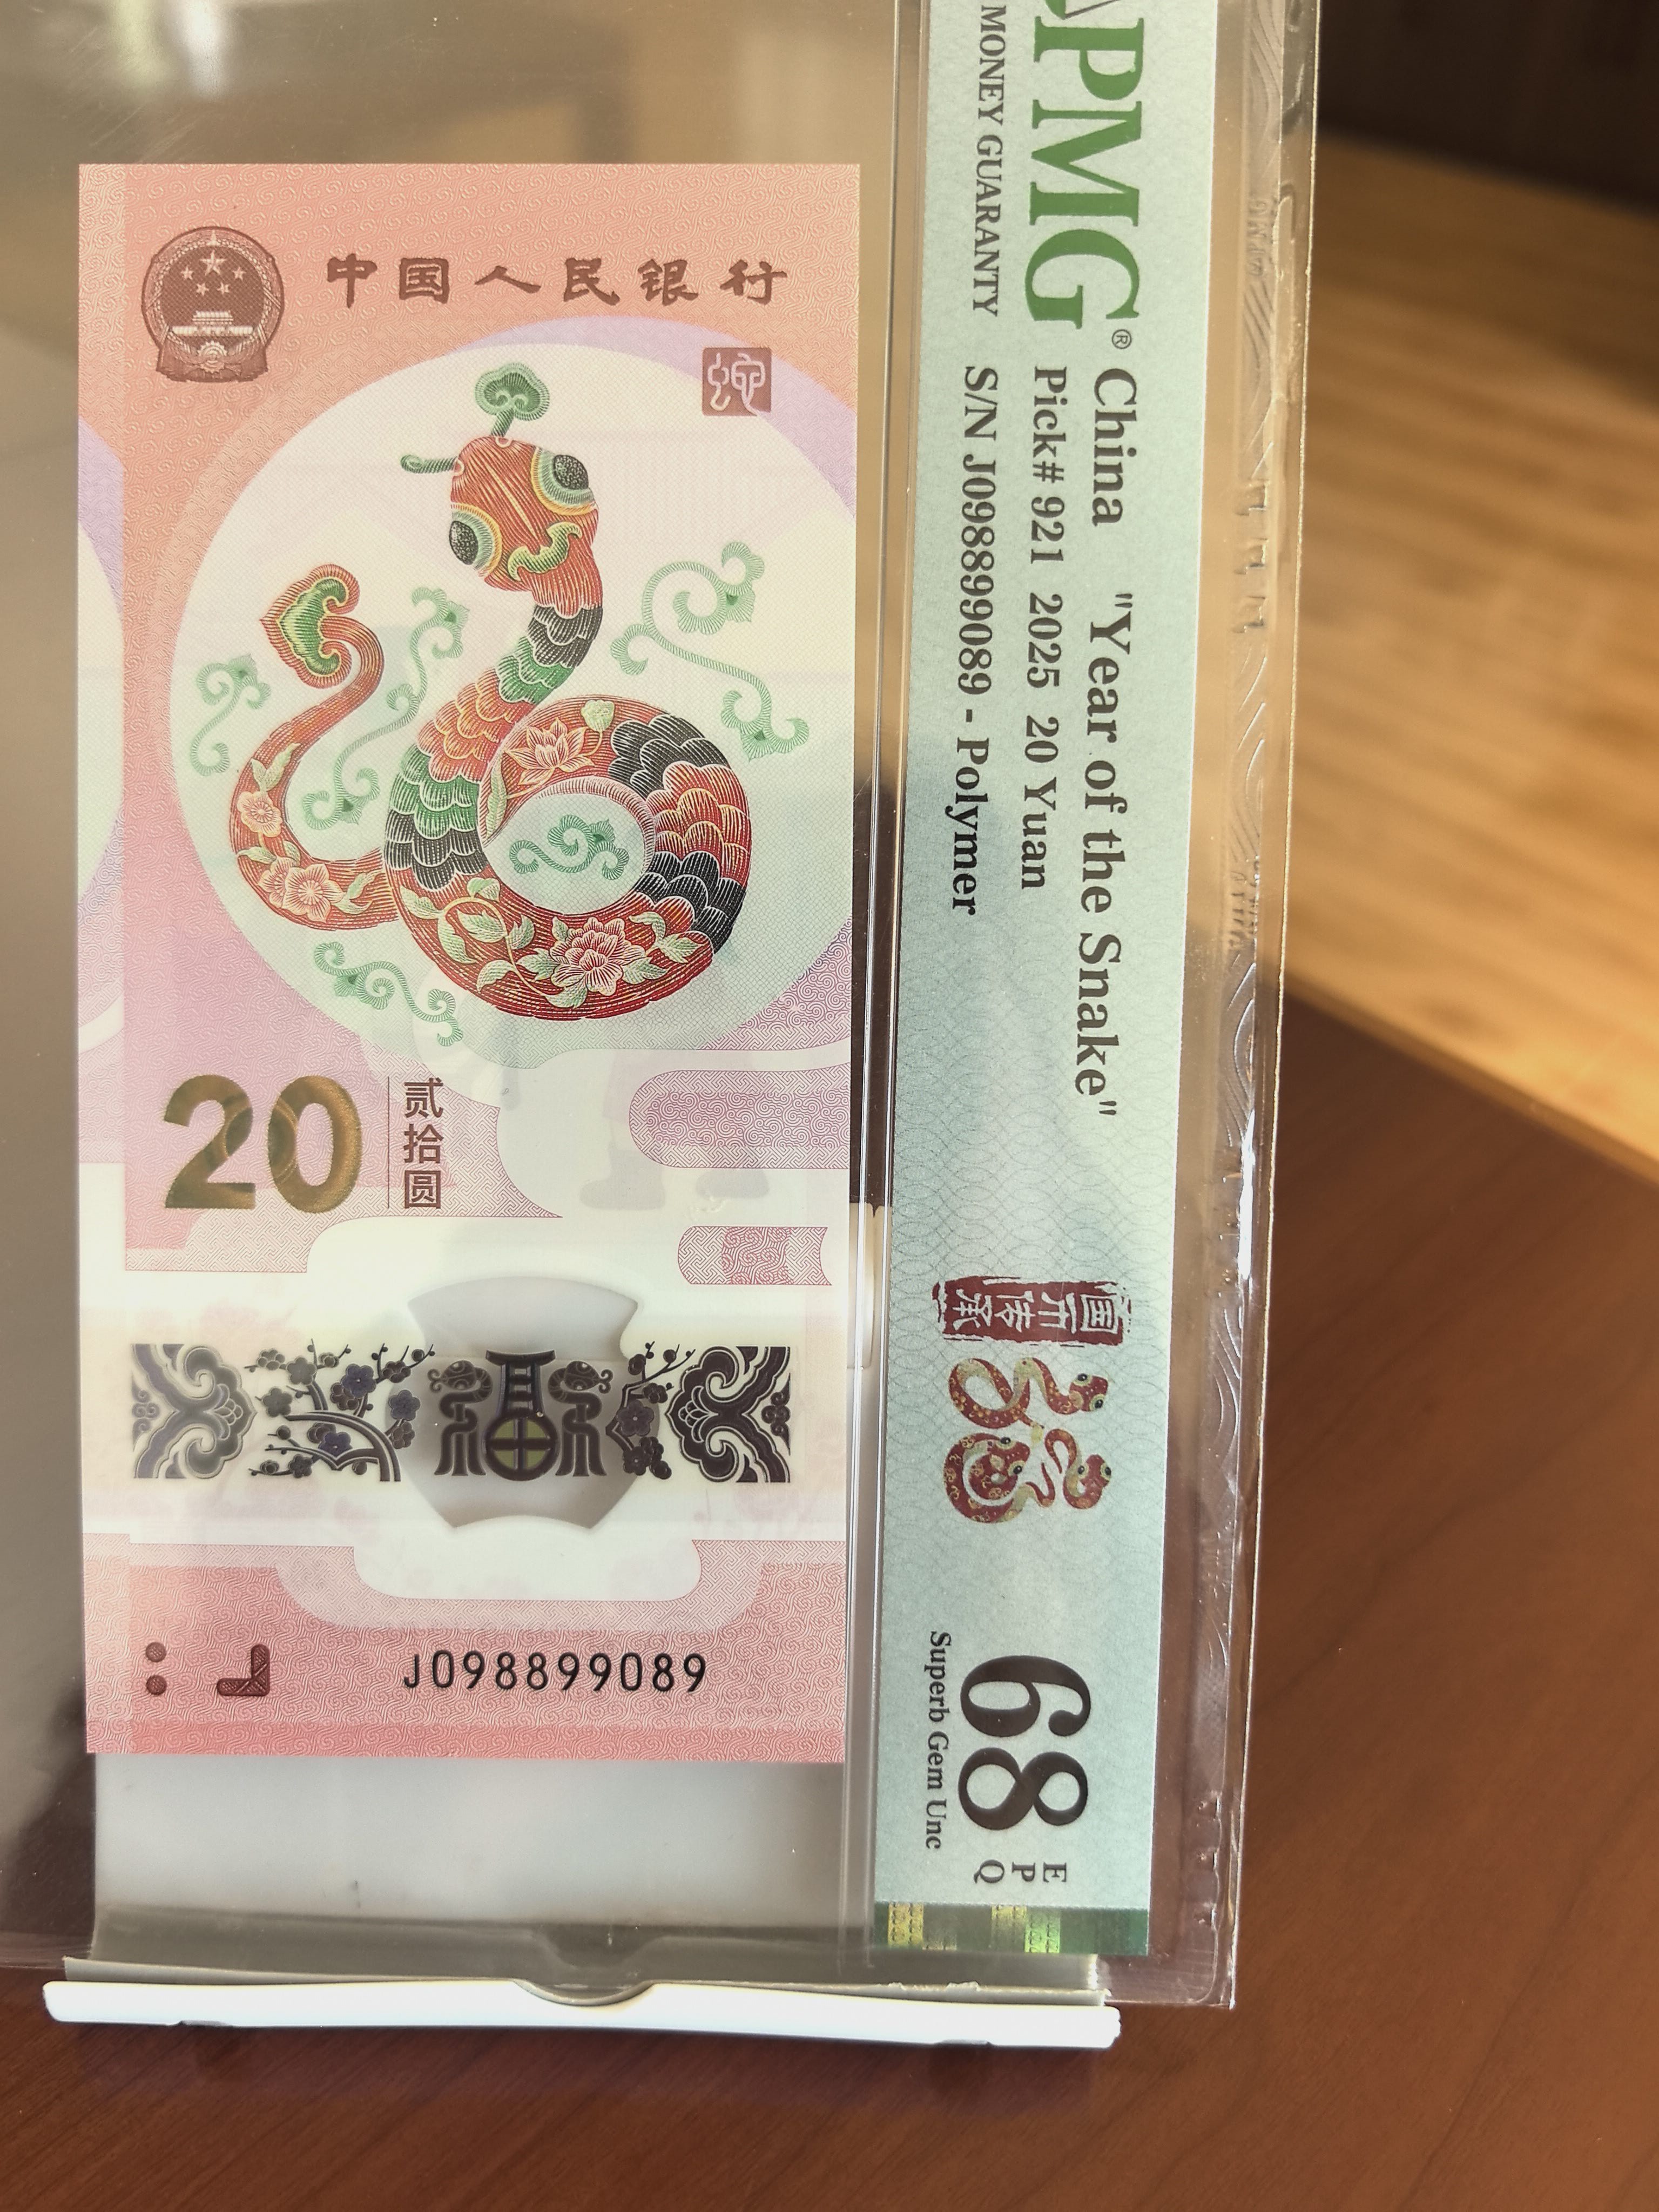 中国人民银行
蛇
20
贰拾圆
福
J098899089
PMG®
MONEY GUARANTY
China "Year of the Snake"
Pick# 921 2025 20 Yuan
S/N J098899089 - Polymer
国币传承
68
EPQ
Superb Gem Unc